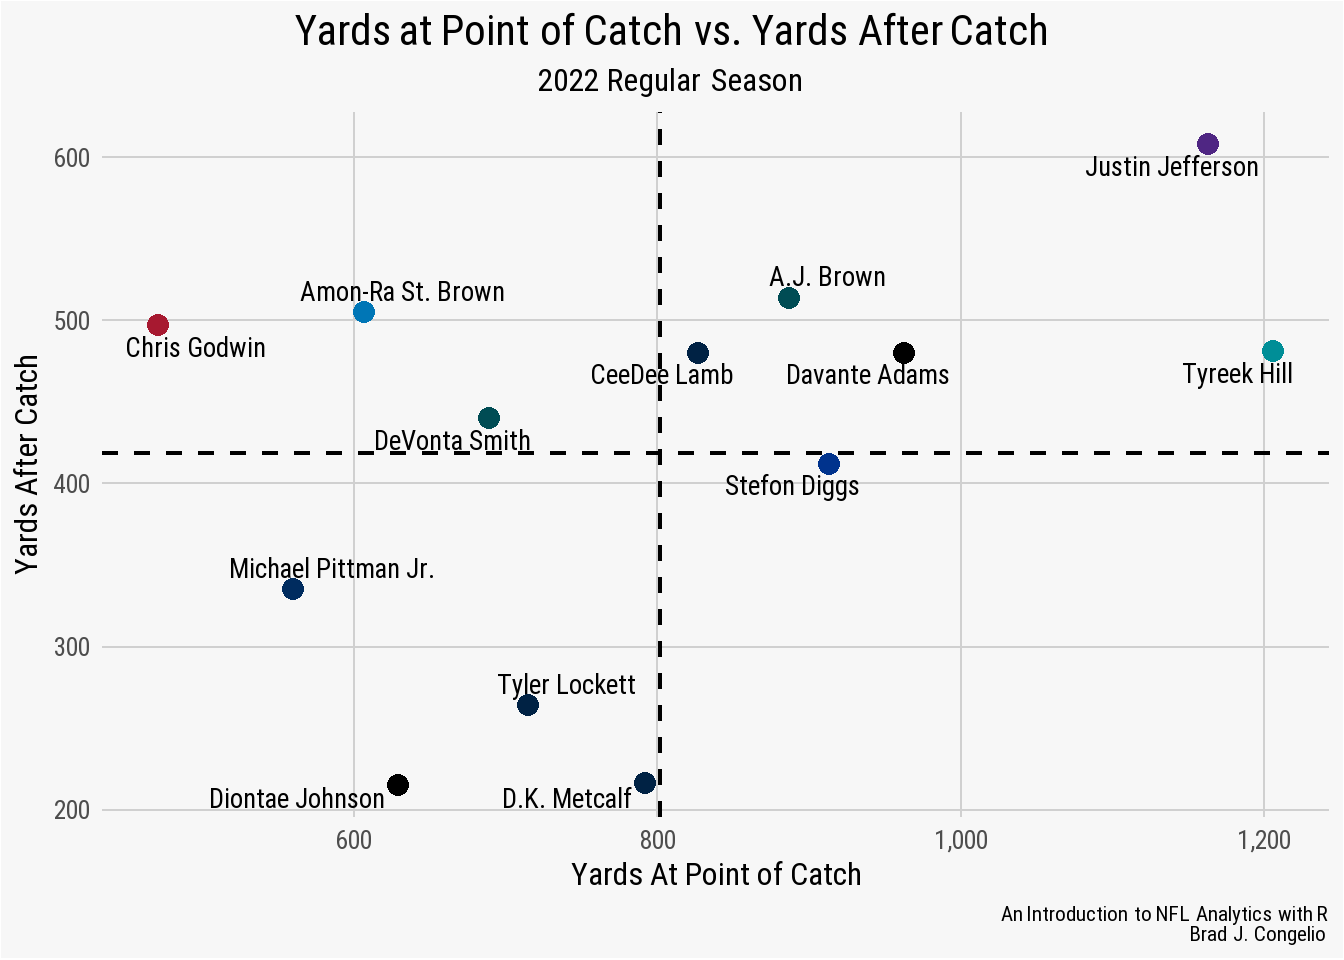 Yards at Point of Catch vs. Yards After Catch
2022 Regular Season
600
Justin Jefferson
A.J. Brown
Amon-Ra St. Brown
500
Chris Godwin
CeeDee Lamb
Davante Adams
Tyreek Hill
DeVonta Smith
Yards After Catch
400
Stefon Diggs
Michael Pittman Jr.
300
Tyler Lockett
Diontae Johnson
D.K. Metcalf
200
600
800
1,000
1,200
Yards At Point of Catch
An Introduction to NFL Analytics with R
Brad J. Congelio